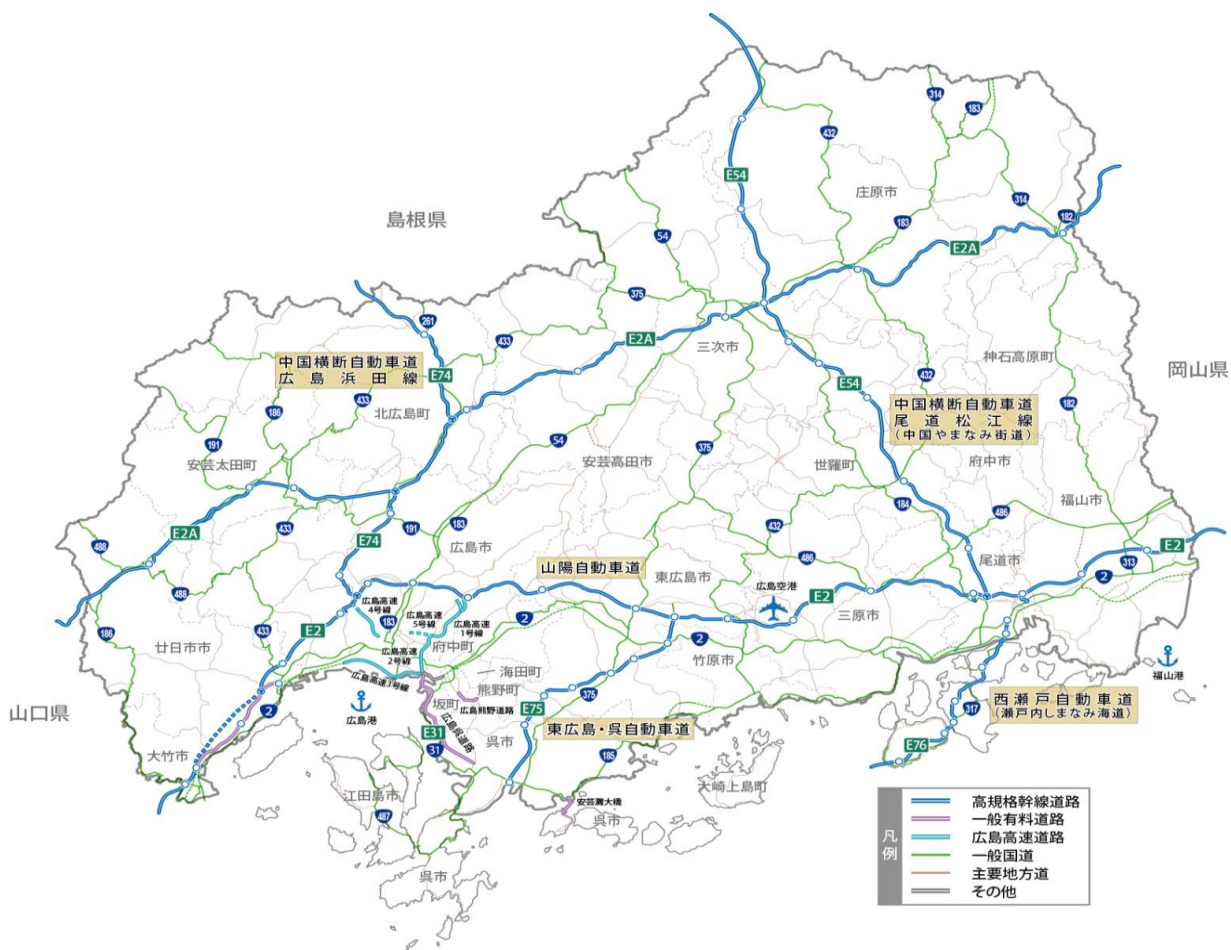 314
183
432
E54
庄原市
島根県
314
182
54
183
E2A
375
261
433
E2A
三次市
中国横断自動車道
広島浜田線
E74
神石高原町
岡山県
433
北広島町
186
E54
432
中国横断自動車道
尾道松江線
(中国やまなみ街道)
182
191
安芸太田町
54
安芸高田市
375
世羅町
府中市
福山市
E2A
433
183
191
広島市
432
184
486
488
E74
486
尾道市
E2
313
山陽自動車道
東広島市
広島空港
2
488
広島高速
4号線
183
広島高速
5号線
広島高速
1号線
2
E2
三原市
186
433
E2
廿日市市
府中町
広島高速
2号線
2
竹原市
海田町
広島高速3号線
熊野町
坂町
広島熊野道路
375
福山港
山口県
2
広島港
広島呉道路
E75
呉市
東広島・呉自動車道
西瀬戸自動車道
(瀬戸内しまなみ海道)
317
E31
31
大竹市
185
E76
江田島市
大崎上島町
安芸灘大橋
呉市
487
呉市
凡例
高規格幹線道路
一般有料道路
広島高速道路
一般国道
主要地方道
その他